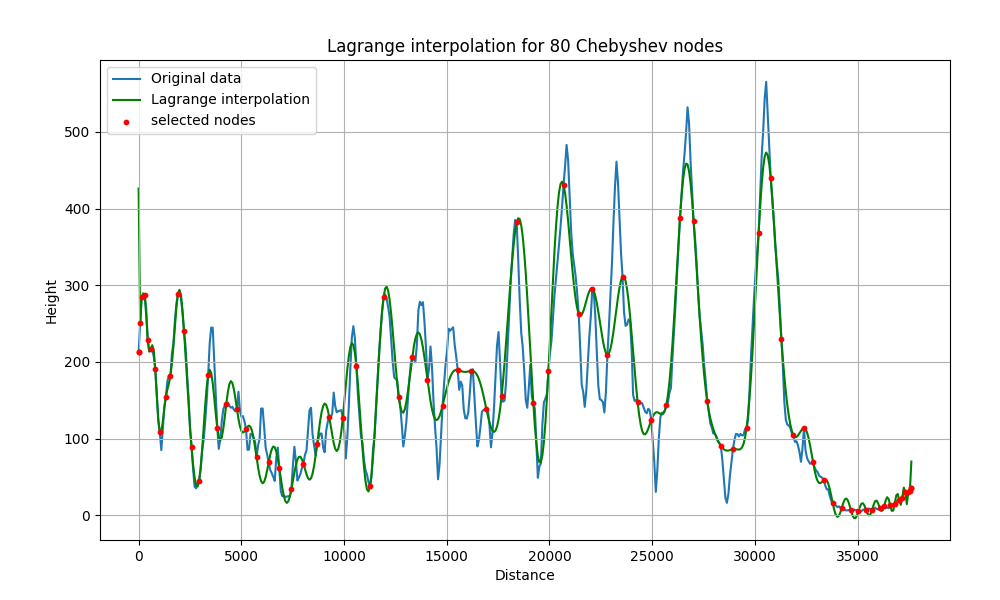 Lagrange interpolation for 80 Chebyshev nodes
Original data
Lagrange interpolation
selected nodes
500
400
300
200
100
0
Height
0 5000 10000 15000 20000 25000 30000 35000
Distance